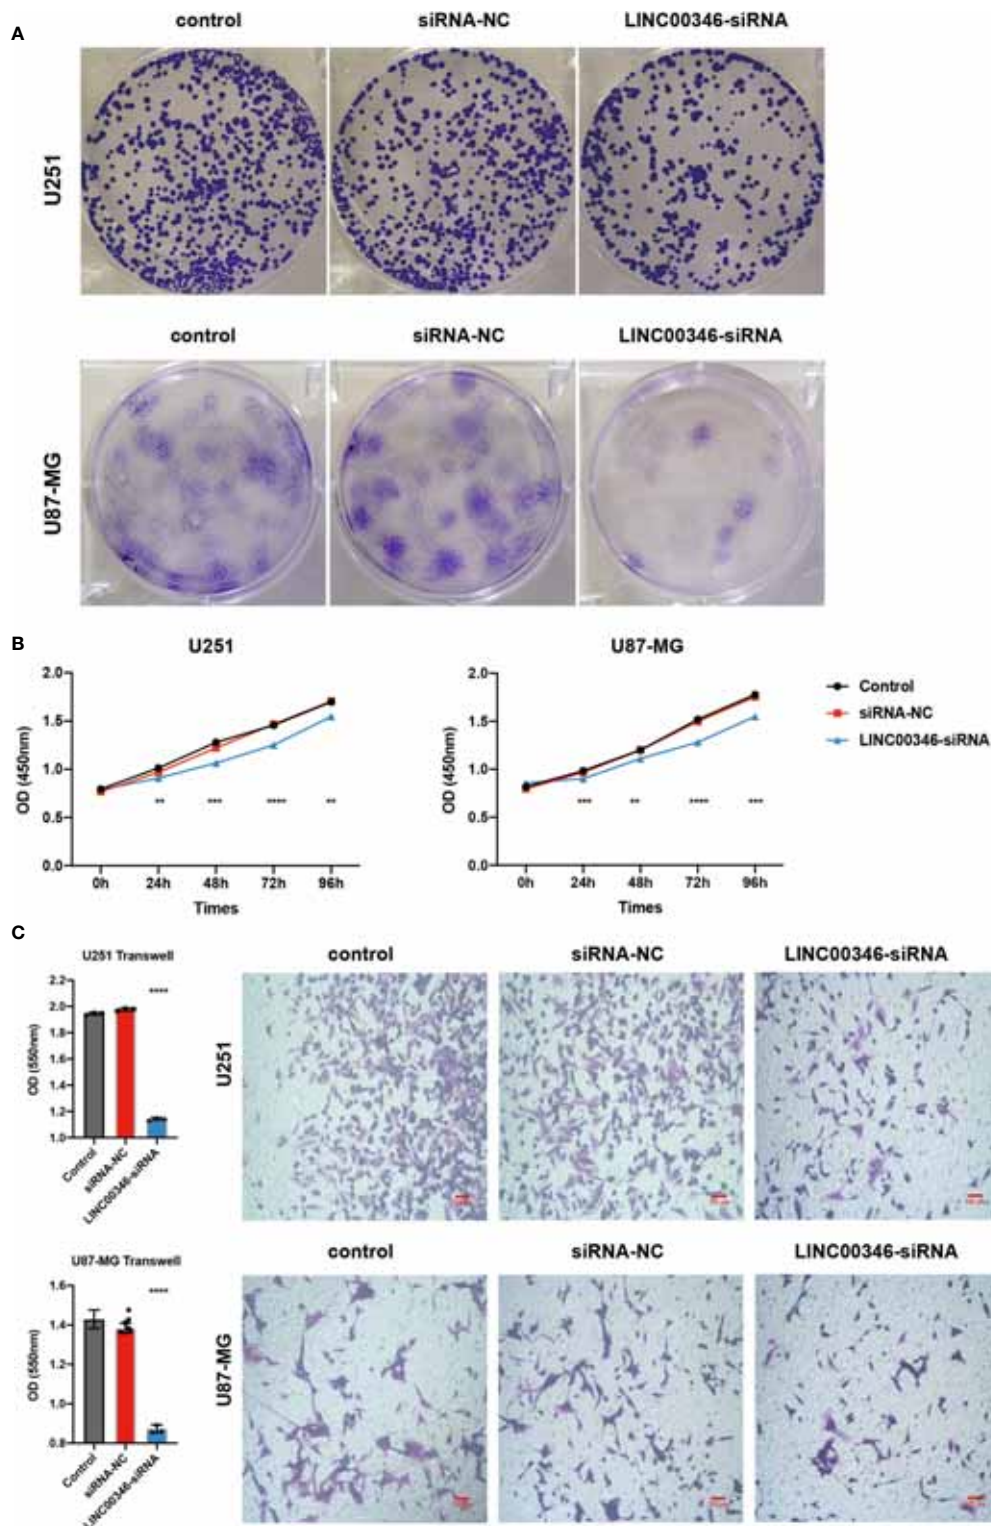 A
control siRNA-NC LINC00346-siRNA
U251
control siRNA-NC LINC00346-siRNA
U87-MG
B
U251
2.0
1.5
1.0
0.5
0.0
OD (450nm)
** *** **** **
0h 24h 48h 72h 96h
Times
U87-MG
2.0
1.5
1.0
0.5
0.0
OD (450nm)
*** ** **** ***
0h 24h 48h 72h 96h
Times
Control
siRNA-NC
LINC00346-siRNA
C
U251 Transwell
2.2
2.0
1.8
1.6
1.4
1.2
1.0
OD (550nm)
****
Control
siRNA-NC
LINC00346-siRNA
control siRNA-NC LINC00346-siRNA
U251
U87-MG Transwell
1.6
1.4
1.2
1.0
0.8
OD (550nm)
****
Control
siRNA-NC
LINC00346-siRNA
control siRNA-NC LINC00346-siRNA
U87-MG